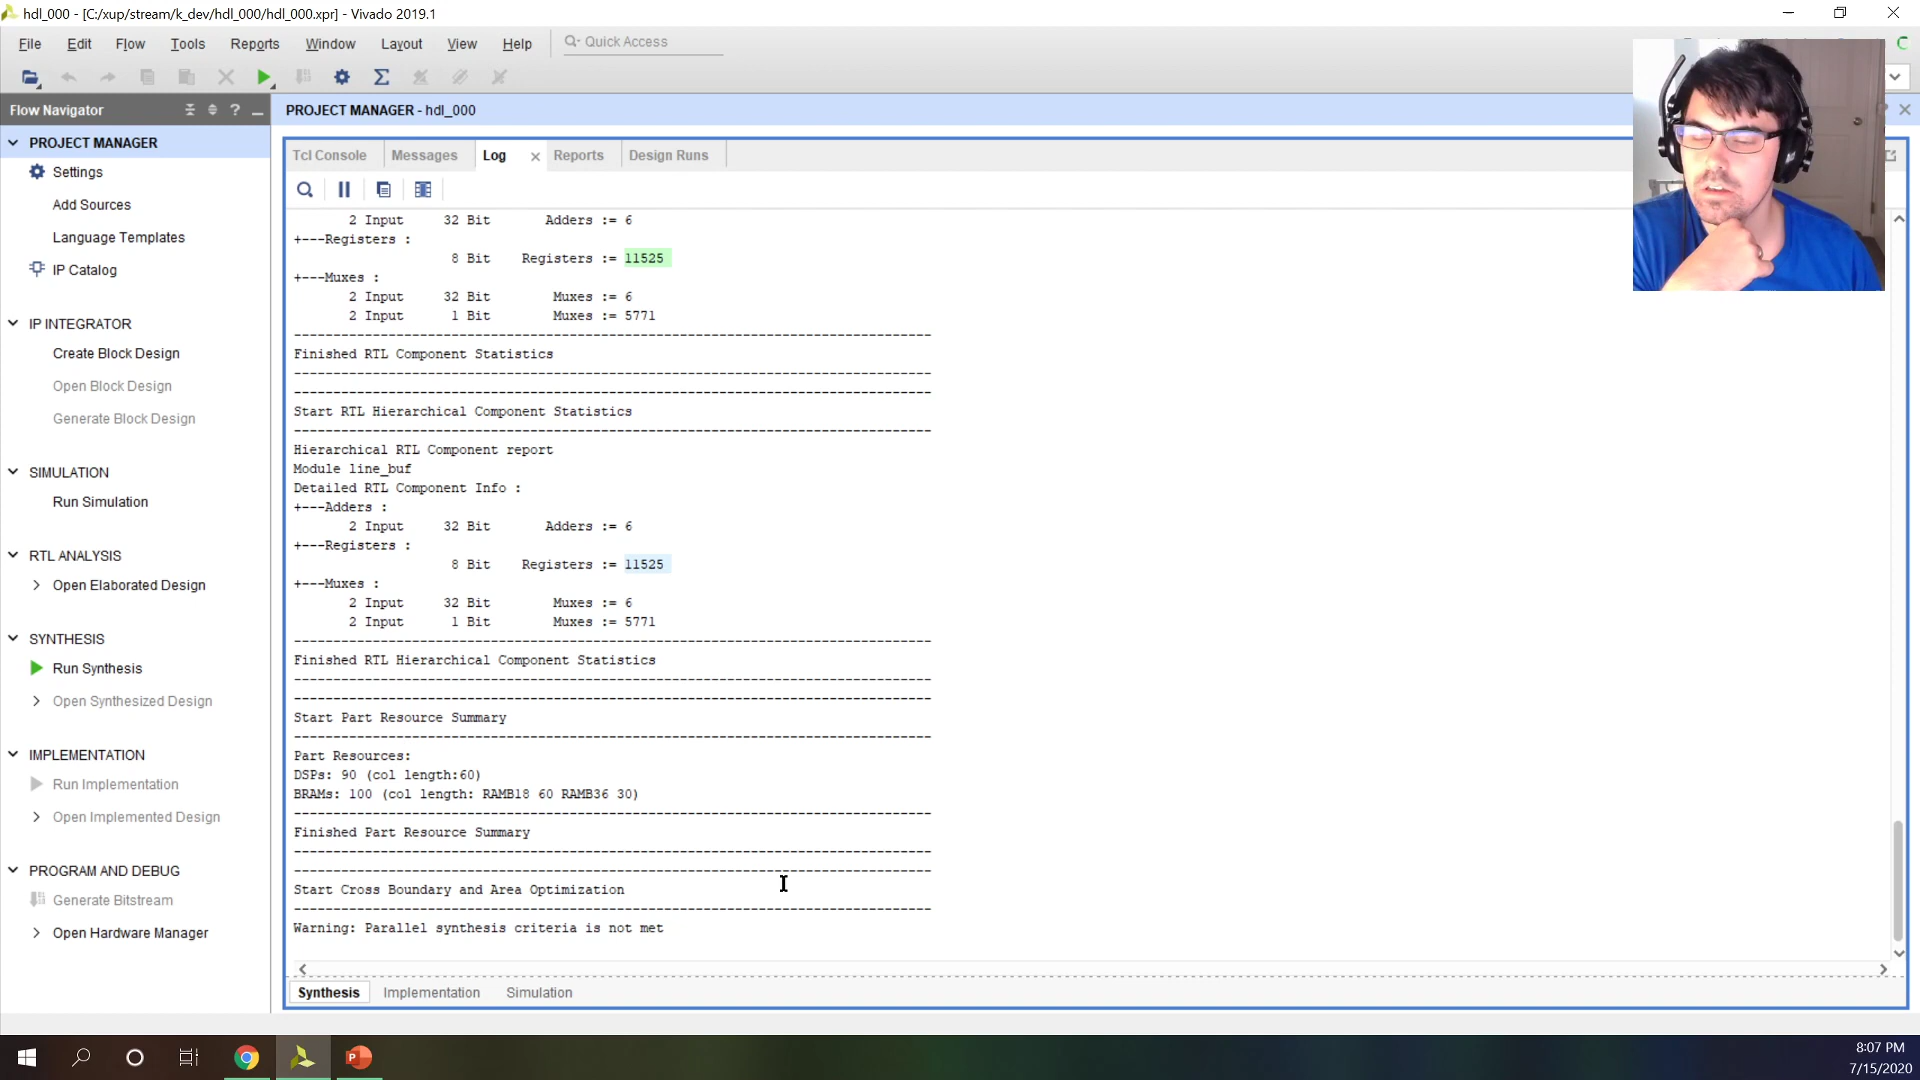 hdl_000 - [C:/xup/stream/k_dev/hdl_000/hdl_000.xpr] - Vivado 2019.1
File Edit Flow Tools Reports Window Layout View Help Quick Access
Flow Navigator
PROJECT MANAGER
Settings
Add Sources
Language Templates
IP Catalog
IP INTEGRATOR
Create Block Design
Open Block Design
Generate Block Design
SIMULATION
Run Simulation
RTL ANALYSIS
Open Elaborated Design
SYNTHESIS
Run Synthesis
Open Synthesized Design
IMPLEMENTATION
Run Implementation
Open Implemented Design
PROGRAM AND DEBUG
Generate Bitstream
Open Hardware Manager
PROJECT MANAGER - hdl_000
Tcl Console Messages Log Reports Design Runs
2 Input 32 Bit Adders := 6
+---Registers :
8 Bit Registers := 11525
+---Muxes :
2 Input 32 Bit Muxes := 6
2 Input 1 Bit Muxes := 5771
---------------------------------------------------------------------------------
Finished RTL Component Statistics
---------------------------------------------------------------------------------
---------------------------------------------------------------------------------
Start RTL Hierarchical Component Statistics
---------------------------------------------------------------------------------
Hierarchical RTL Component report
Module line_buf
Detailed RTL Component Info :
+---Adders :
2 Input 32 Bit Adders := 6
+---Registers :
8 Bit Registers := 11525
+---Muxes :
2 Input 32 Bit Muxes := 6
2 Input 1 Bit Muxes := 5771
---------------------------------------------------------------------------------
Finished RTL Hierarchical Component Statistics
---------------------------------------------------------------------------------
---------------------------------------------------------------------------------
Start Part Resource Summary
---------------------------------------------------------------------------------
Part Resources:
DSPs: 90 (col length:60)
BRAMs: 100 (col length: RAMB18 60 RAMB36 30)
---------------------------------------------------------------------------------
Finished Part Resource Summary
---------------------------------------------------------------------------------
---------------------------------------------------------------------------------
Start Cross Boundary and Area Optimization
---------------------------------------------------------------------------------
Warning: Parallel synthesis criteria is not met
Synthesis Implementation Simulation
8:07 PM
7/15/2020